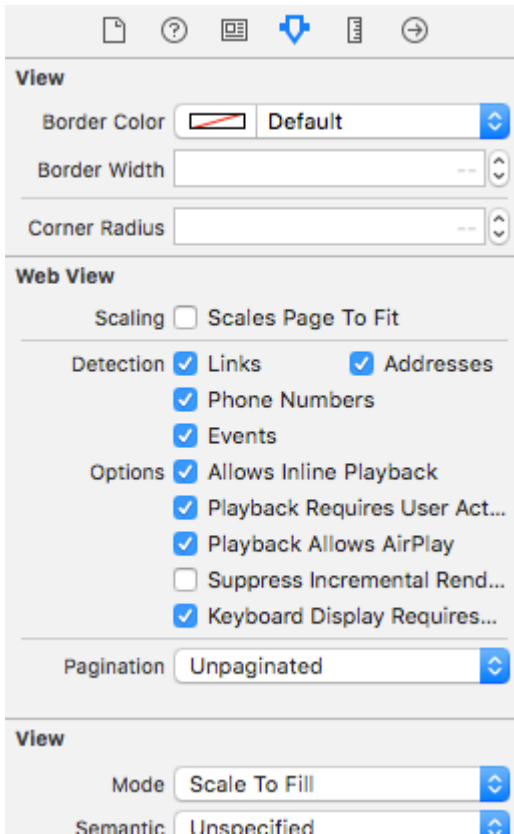 View
Border Color Default
Border Width --
Corner Radius --
Web View
Scaling Scales Page To Fit
Detection Links Addresses
Phone Numbers
Events
Options Allows Inline Playback
Playback Requires User Act...
Playback Allows AirPlay
Suppress Incremental Rend...
Keyboard Display Requires...
Pagination Unpaginated
View
Mode Scale To Fill
Semantic Unspecified